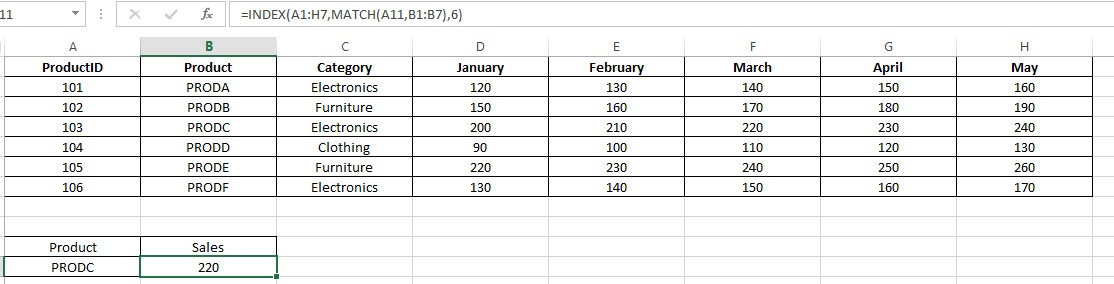 11 fx =INDEX(A1:H7,MATCH(A11,B1:B7),6)
A B C D E F G H
ProductID Product Category January February March April May
101 PRODA Electronics 120 130 140 150 160
102 PRODB Furniture 150 160 170 180 190
103 PRODC Electronics 200 210 220 230 240
104 PRODD Clothing 90 100 110 120 130
105 PRODE Furniture 220 230 240 250 260
106 PRODF Electronics 130 140 150 160 170
Product Sales
PRODC 220